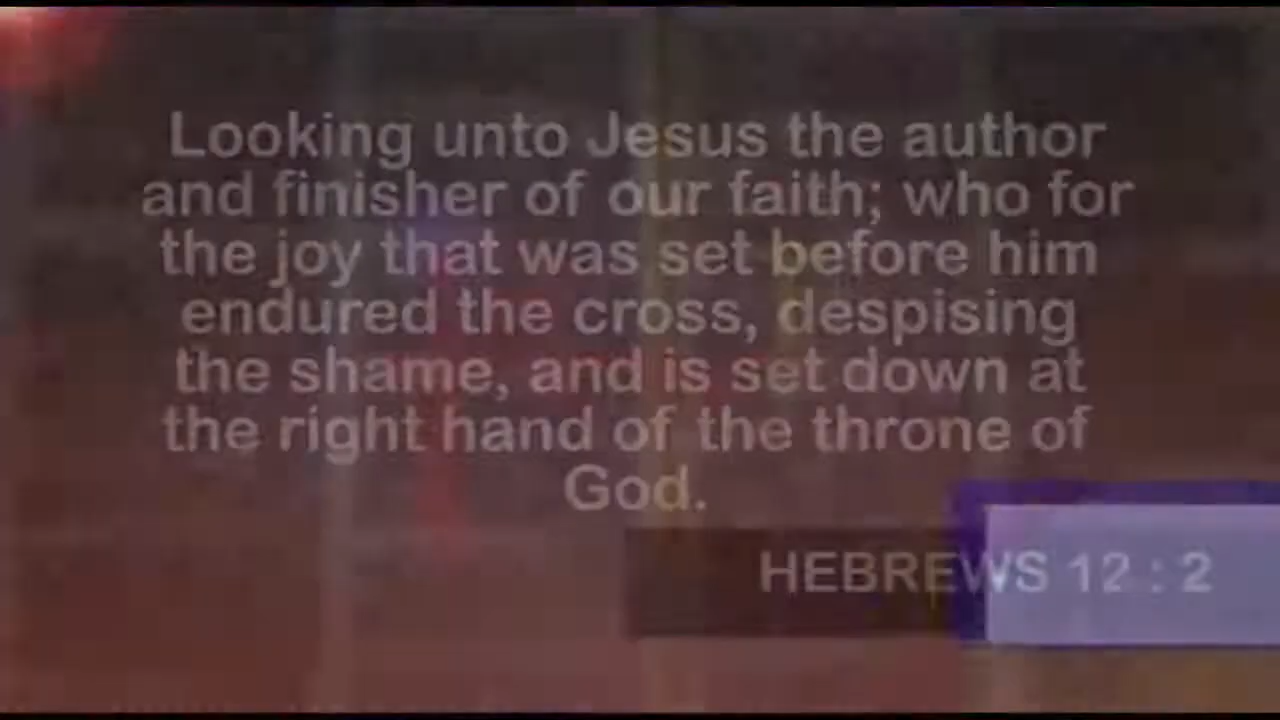 Looking unto Jesus the author
and finisher of our faith; who for
the joy that was set before him
endured the cross, despising
the shame, and is set down at
the right hand of the throne of
God.
HEBREWS 12 : 2